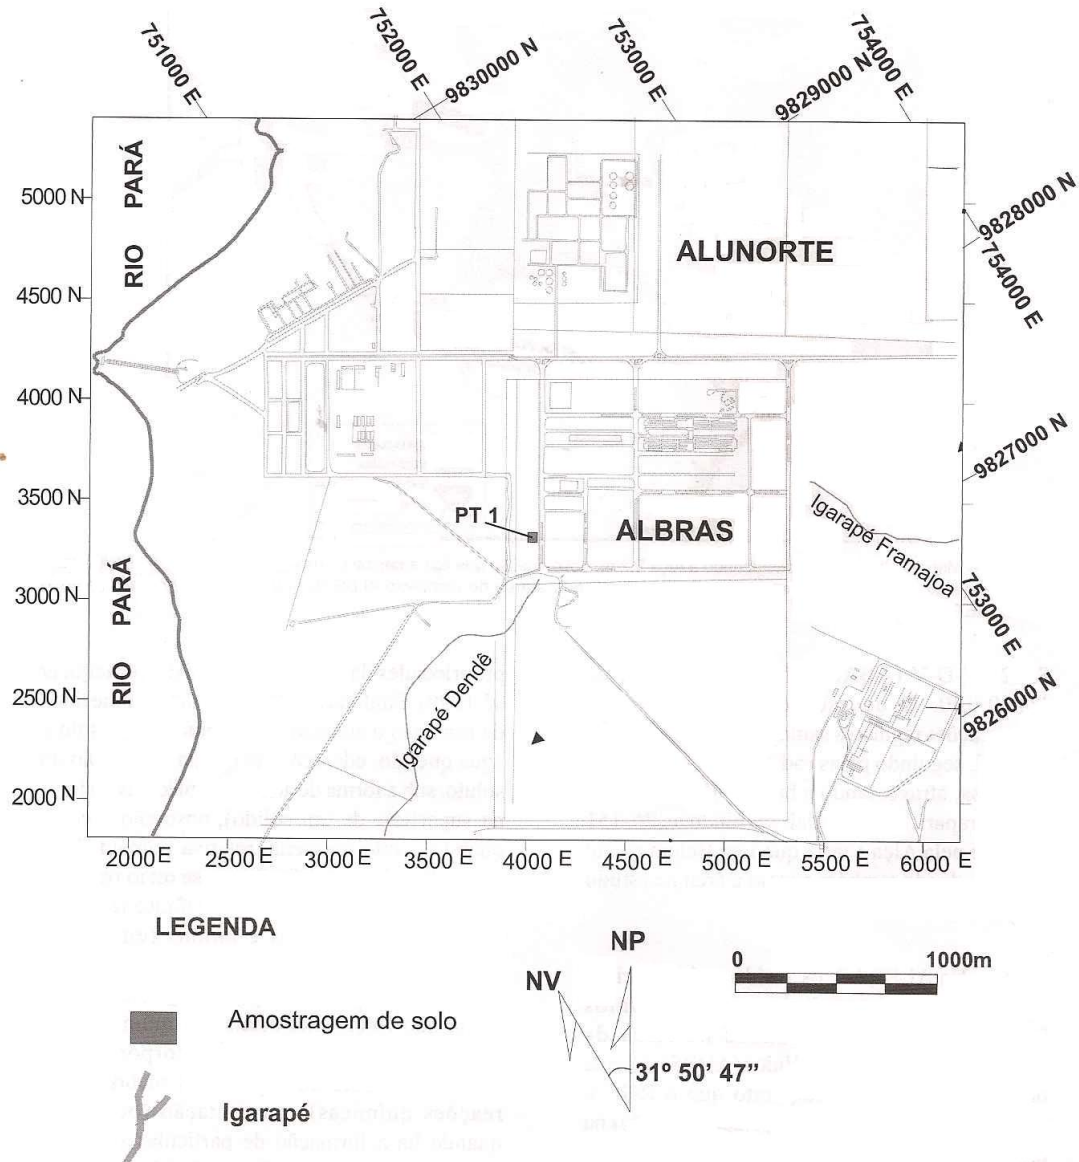 751000 E
752000 E
9830000 N
753000 E
9829000 N
754000 E
RIO PARÁ
5000 N
ALUNORTE
9828000 N
754000 E
4500 N
4000 N
9827000 N
3500 N
PT 1
ALBRAS
Igarapé Framajoa
3000 N
753000 E
RIO PARÁ
2500 N
Igarapé Dendê
9826000 N
2000 N
2000 E
2500 E
3000 E
3500 E
4000 E
4500 E
5000 E
5500 E
6000 E
LEGENDA
NP
NV
0 1000m
Amostragem de solo
31º 50' 47”
Igarapé
reações químicas